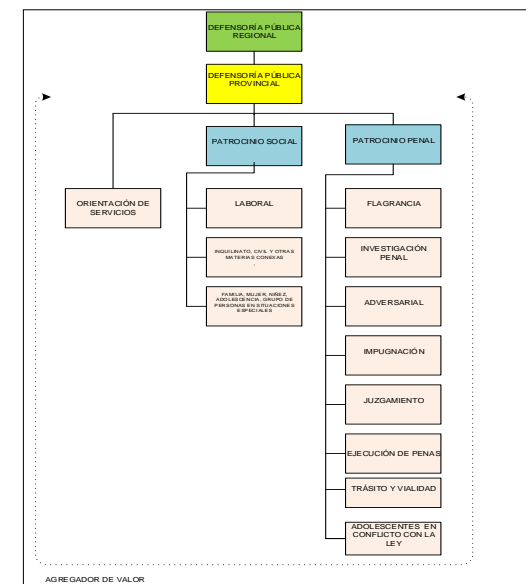 DEFENSORÍA PÚBLICA
REGIONAL
DEFENSORÍA PÚBLICA
PROVINCIAL
PATROCINIO SOCIAL
PATROCINIO PENAL
ORIENTACIÓN DE
SERVICIOS
LABORAL
INQUILINATO, CIVIL Y OTRAS
MATERIAS CONEXAS
.
FAMILIA, MUJER, NIÑEZ,
ADOLESCENCIA, GRUPO DE
PERSONAS EN SITUACIONES
ESPECIALES
FLAGRANCIA
INVESTIGACIÓN
PENAL
ADVERSARIAL
IMPUGNACIÓN
JUZGAMIENTO
EJECUCIÓN DE PENAS
TRÁSITO Y VIALIDAD
ADOLESCENTES EN
CONFLICTO CON LA
LEY
AGREGADOR DE VALOR